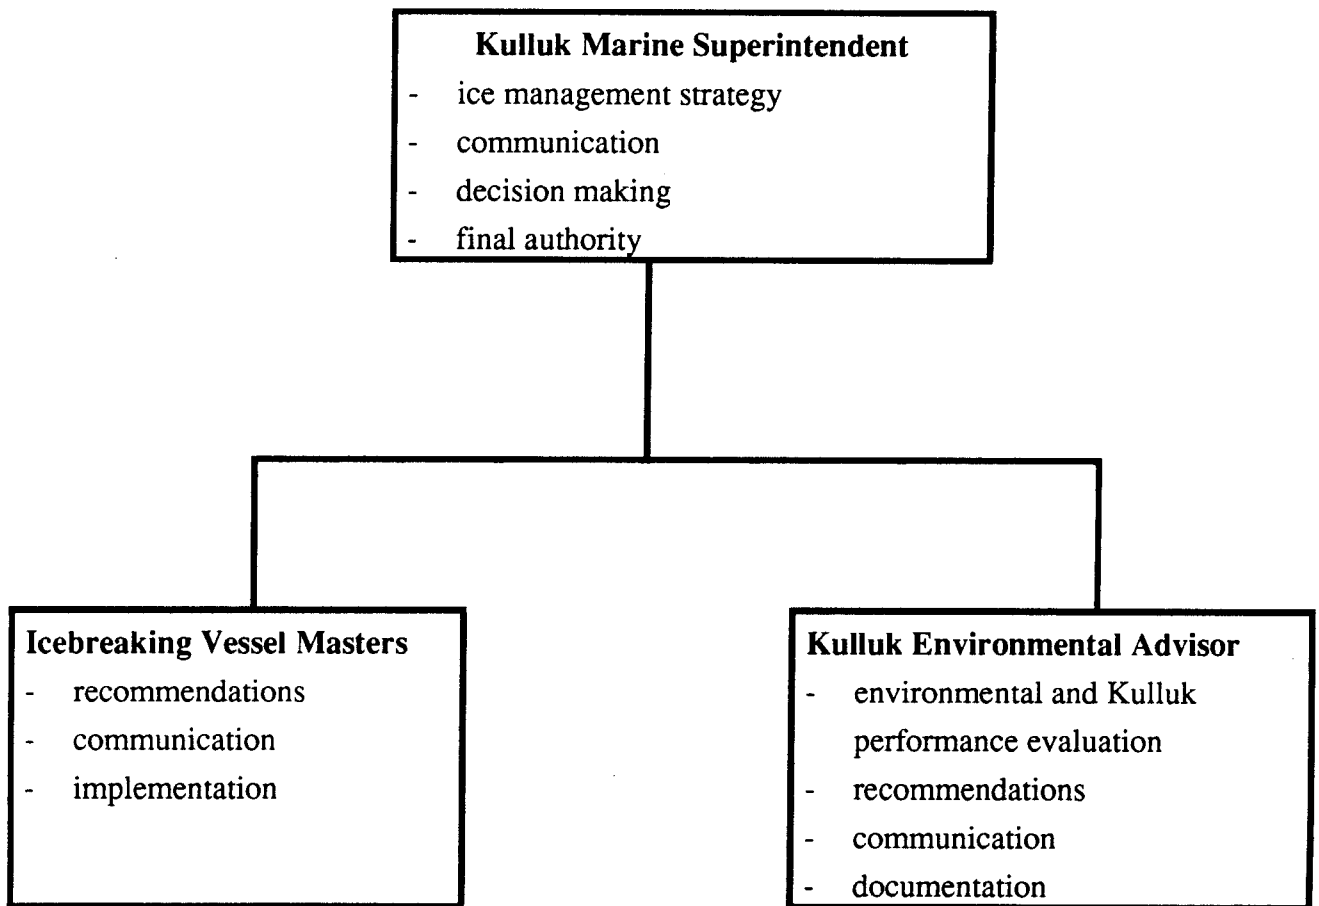 Kulluk Marine Superintendent
- ice management strategy
- communication
- decision making
- final authority
Icebreaking Vessel Masters
- recommendations
- communication
- implementation
Kulluk Environmental Advisor
- environmental and Kulluk
performance evaluation
- recommendations
- communication
- documentation